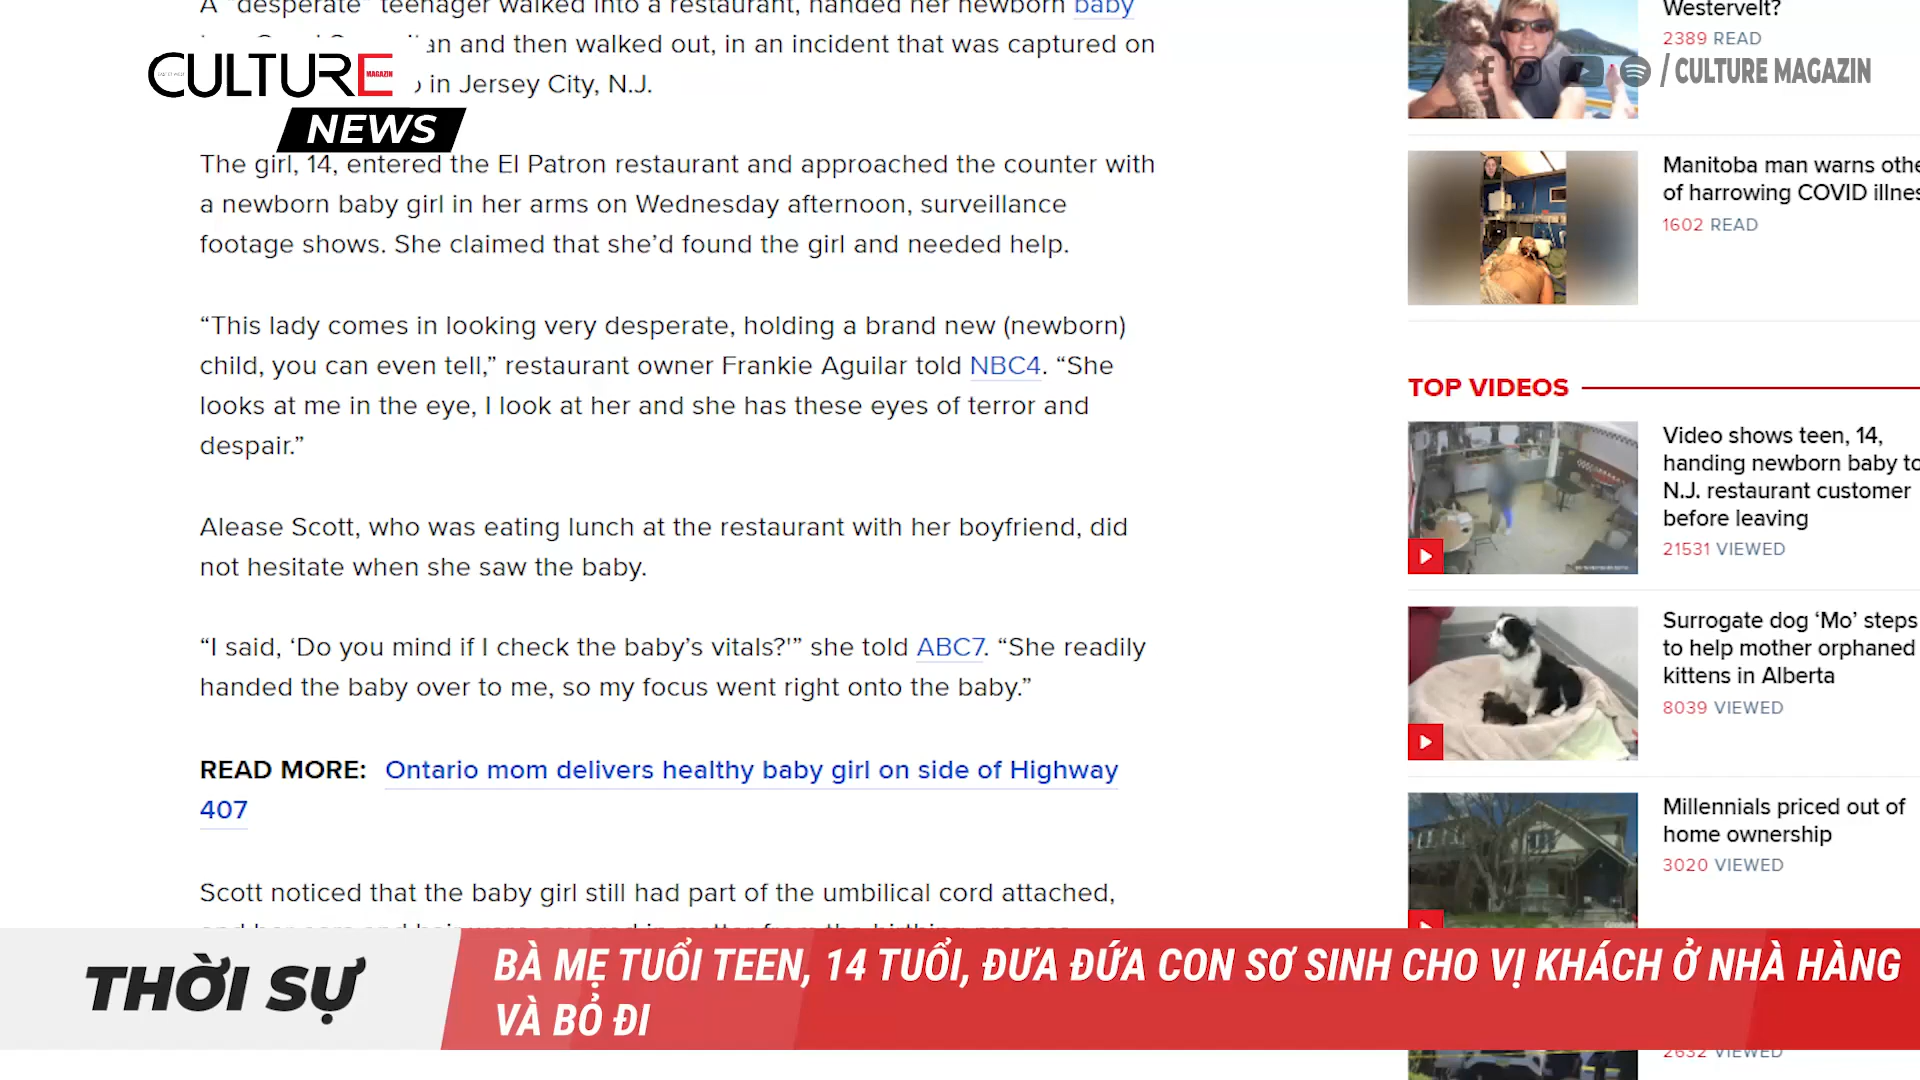 A “desperate” teenager walked into a restaurant, handed her newborn baby
an and then walked out, in an incident that was captured on
in Jersey City, N.J.
CULTURE
MAGAZIN
NEWS
The girl, 14, entered the El Patron restaurant and approached the counter with
a newborn baby girl in her arms on Wednesday afternoon, surveillance
footage shows. She claimed that she’d found the girl and needed help.
“This lady comes in looking very desperate, holding a brand new (newborn)
child, you can even tell,” restaurant owner Frankie Aguilar told NBC4. “She
looks at me in the eye, I look at her and she has these eyes of terror and
despair.”
Alease Scott, who was eating lunch at the restaurant with her boyfriend, did
not hesitate when she saw the baby.
“I said, ‘Do you mind if I check the baby’s vitals?'” she told ABC7. “She readily
handed the baby over to me, so my focus went right onto the baby.”
READ MORE: Ontario mom delivers healthy baby girl on side of Highway
407
Scott noticed that the baby girl still had part of the umbilical cord attached,
Westervelt?
2389 READ
/ CULTURE MAGAZIN
Manitoba man warns othe
of harrowing COVID illnes
1602 READ
TOP VIDEOS
Video shows teen, 14,
handing newborn baby to
N.J. restaurant customer
before leaving
21531 VIEWED
Surrogate dog ‘Mo’ steps
to help mother orphaned
kittens in Alberta
8039 VIEWED
Millennials priced out of
home ownership
3020 VIEWED
2632 VIEWED
THỜI SỰ
BÀ MẸ TUỔI TEEN, 14 TUỔI, ĐƯA ĐỨA CON SƠ SINH CHO VỊ KHÁCH Ở NHÀ HÀNG
VÀ BỎ ĐI